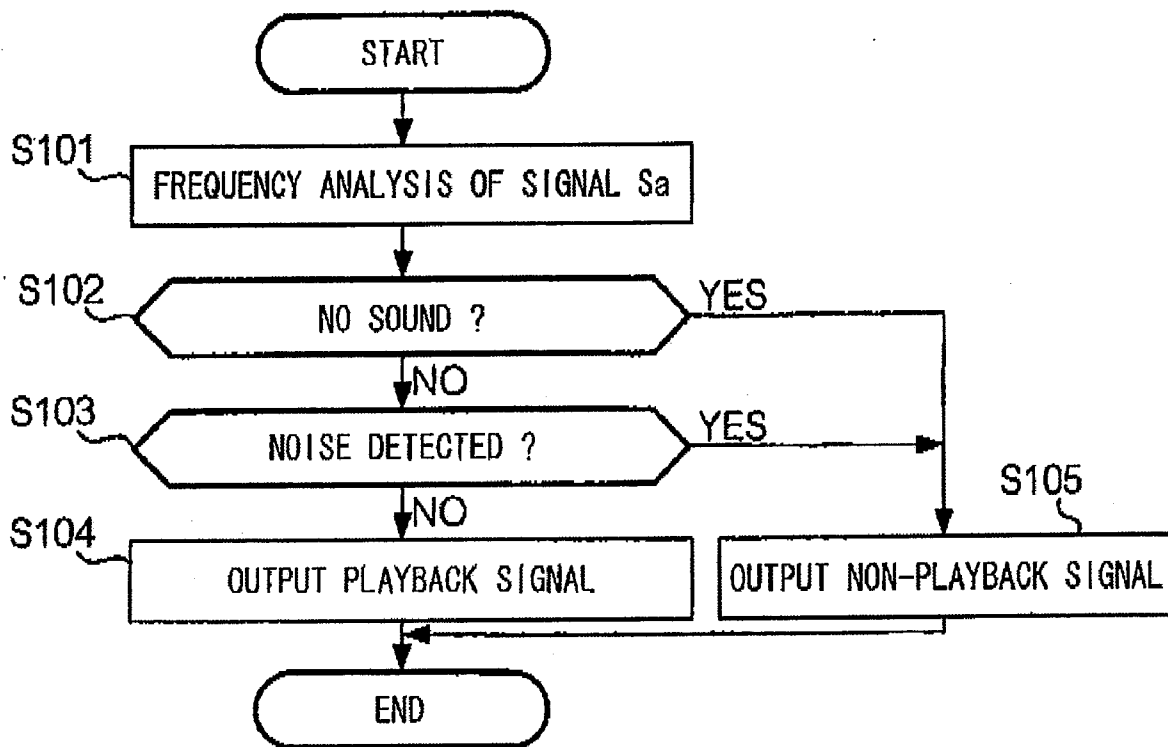 START
S101
FREQUENCY ANALYSIS OF SIGNAL Sa
S102
NO SOUND ?
YES
NO
S103
NOISE DETECTED ?
YES
NO
S104
OUTPUT PLAYBACK SIGNAL
S105
OUTPUT NON-PLAYBACK SIGNAL
END